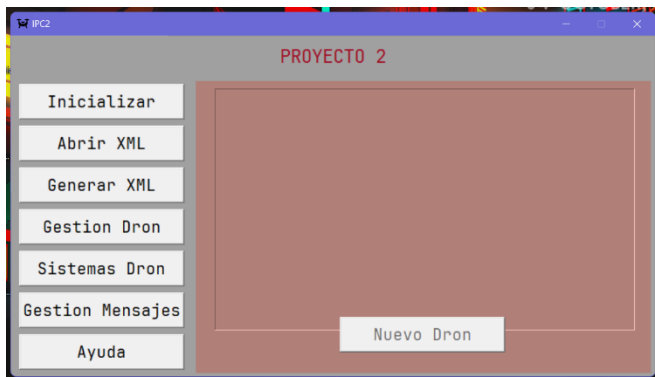 IPC2
PROYECTO 2
Inicializar
Abrir XML
Generar XML
Gestion Dron
Sistemas Dron
Gestion Mensajes
Ayuda
Nuevo Dron